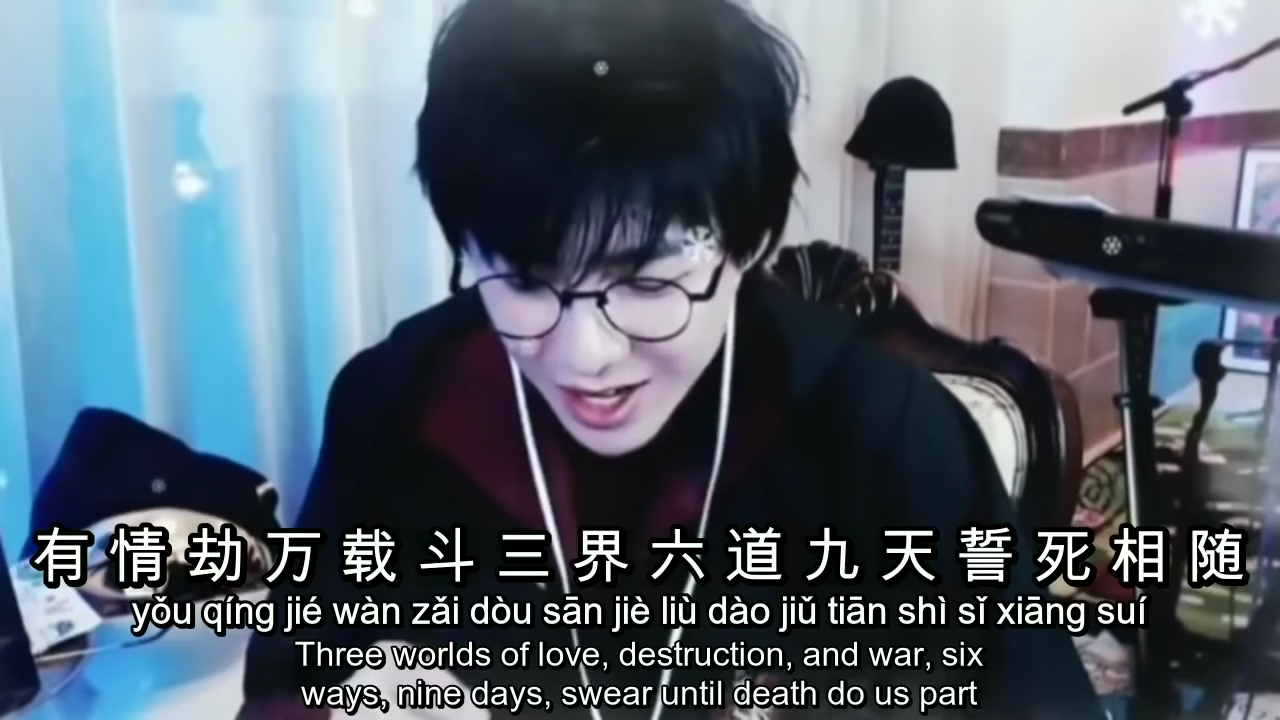 有情劫万载斗三界六道九天誓死相随
yǒu qíng jié wàn zǎi dòu sān jiè liù dào jiǔ tiān shì sǐ xiāng suí
Three worlds of love, destruction, and war, six
ways, nine days, swear until death do us part